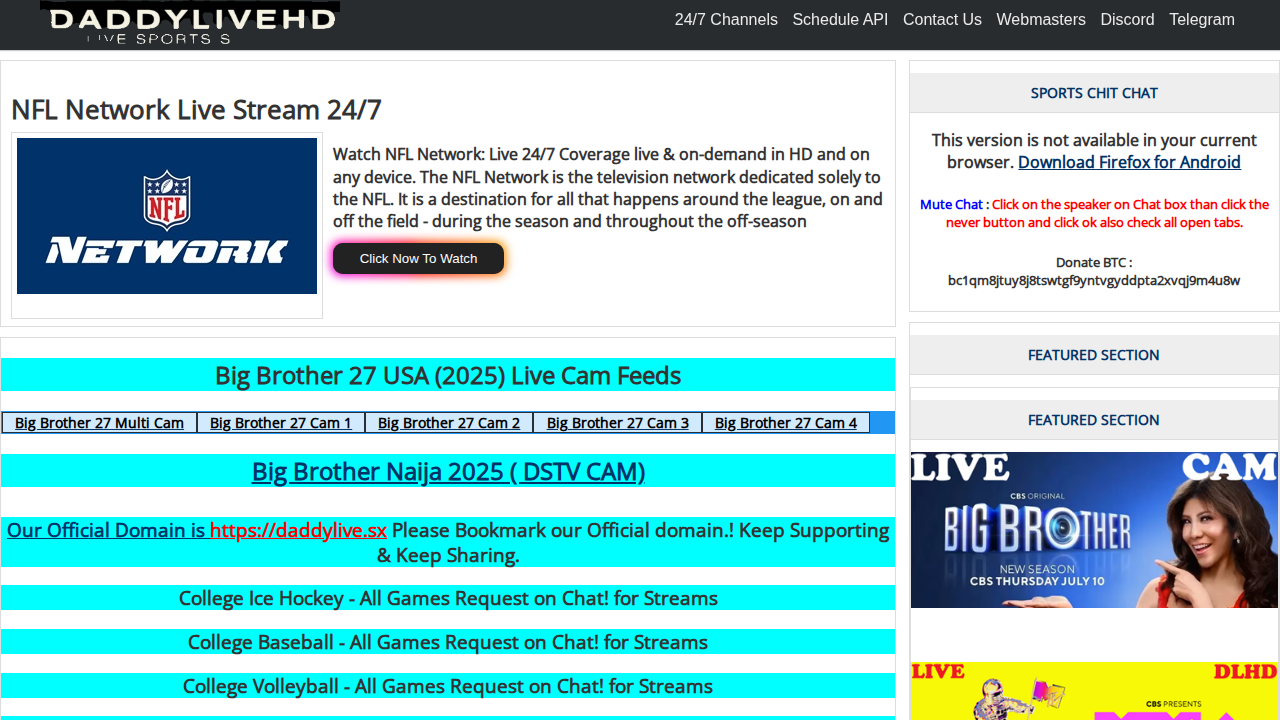 DADDYLIVEHD
LIVE SPORTS S
24/7 Channels Schedule API Contact Us Webmasters Discord Telegram
NFL Network Live Stream 24/7
NFL
NETWORK
Watch NFL Network: Live 24/7 Coverage live & on-demand in HD and on
any device. The NFL Network is the television network dedicated solely to
the NFL. It is a destination for all that happens around the league, on and
off the field - during the season and throughout the off-season
Click Now To Watch
Big Brother 27 USA (2025) Live Cam Feeds
Big Brother 27 Multi Cam Big Brother 27 Cam 1 Big Brother 27 Cam 2 Big Brother 27 Cam 3 Big Brother 27 Cam 4
Big Brother Naija 2025 ( DSTV CAM)
Our Official Domain is https://daddylive.sx Please Bookmark our Official domain.! Keep Supporting
& Keep Sharing.
College Ice Hockey - All Games Request on Chat! for Streams
College Baseball - All Games Request on Chat! for Streams
College Volleyball - All Games Request on Chat! for Streams
SPORTS CHIT CHAT
This version is not available in your current
browser. Download Firefox for Android
Mute Chat : Click on the speaker on Chat box than click the
never button and click ok also check all open tabs.
Donate BTC :
bc1qm8jtuy8j8tswtgf9yntvgyddpta2xvqj9m4u8w
FEATURED SECTION
FEATURED SECTION
LIVE CAM
CBS ORIGINAL
BIG BROTHER
NEW SEASON
CBS THURSDAY JULY 10
LIVE DLHD
CBS PRESENTS